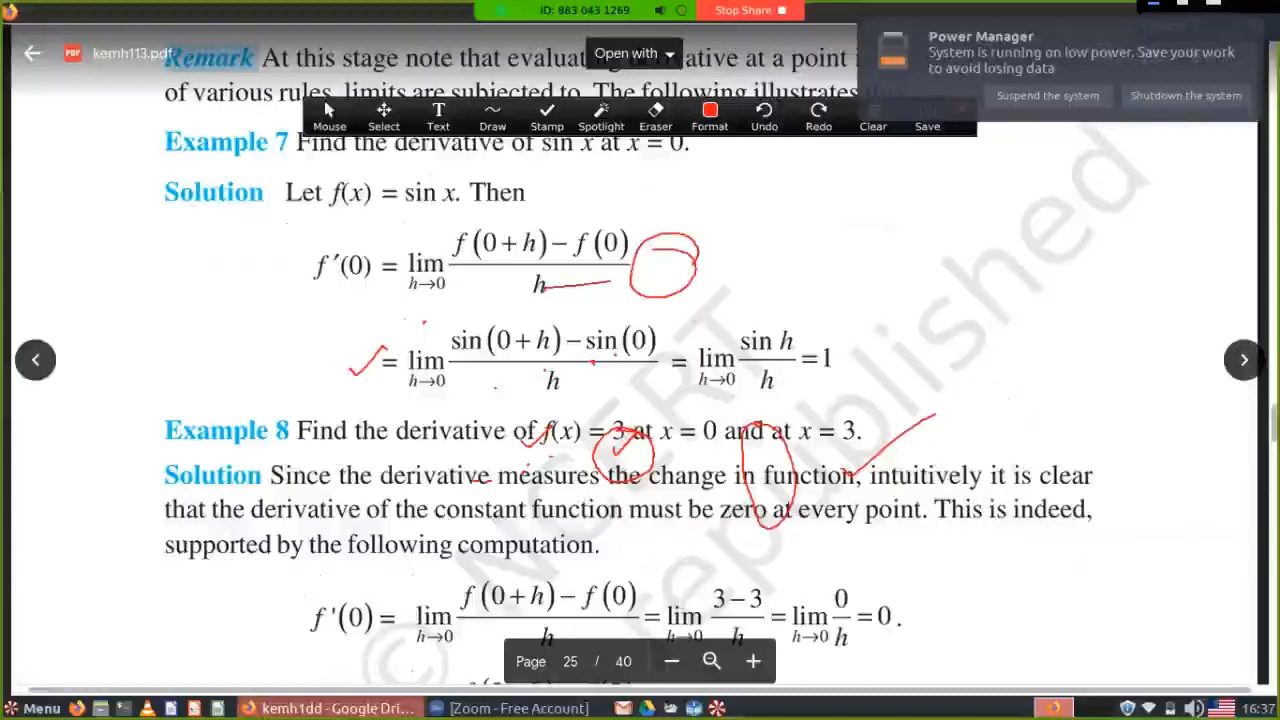 ID: 883 043 1269
Stop Share
kemh113.pdf
Open with
Power Manager
System is running on low power. Save your work
to avoid losing data
Suspend the system
Shutdown the system
Remark At this stage note that evaluating derivative at a point
of various rules, limits are subjected to. The following illustrates
Mouse Select Text Draw Stamp Spotlight Eraser Format Undo Redo Clear Save
Example 7 Find the derivative of sin x at x = 0.
Solution Let f(x) = sin x. Then
f′(0) = lim h→0 (f(0+h) − f(0))/h
= lim h→0 (sin(0+h) − sin(0))/h = lim h→0 sin h/h = 1
Example 8 Find the derivative of f(x) = 3 at x = 0 and at x = 3.
Solution Since the derivative measures the change in function, intuitively it is clear
that the derivative of the constant function must be zero at every point. This is indeed,
supported by the following computation.
f'(0) = lim h→0 (f(0+h) − f(0))/h = lim h→0 (3−3)/h = lim h→0 0/h = 0.
Page 25 / 40
© NCERT
republished
Menu
kemh1dd - Google Dri...
[Zoom - Free Account]
16:37